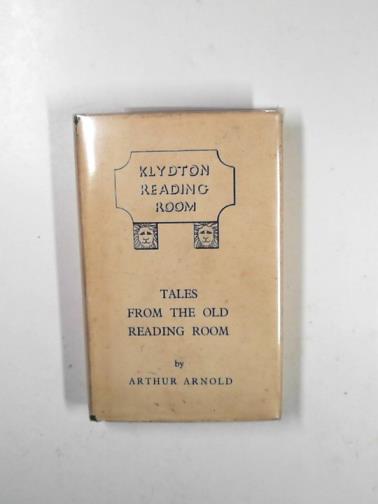 KLYDTON
READING
ROOM
TALES
FROM THE OLD
READING ROOM
by
ARTHUR ARNOLD